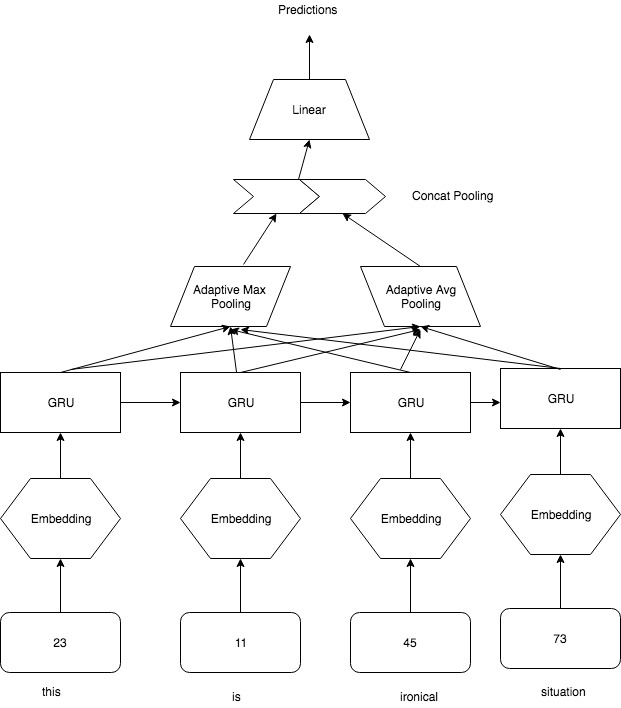 Predictions
Linear
Concat Pooling
Adaptive Max
Pooling
Adaptive Avg
Pooling
GRU
GRU
GRU
GRU
Embedding
Embedding
Embedding
Embedding
23
11
45
73
this
is
ironical
situation